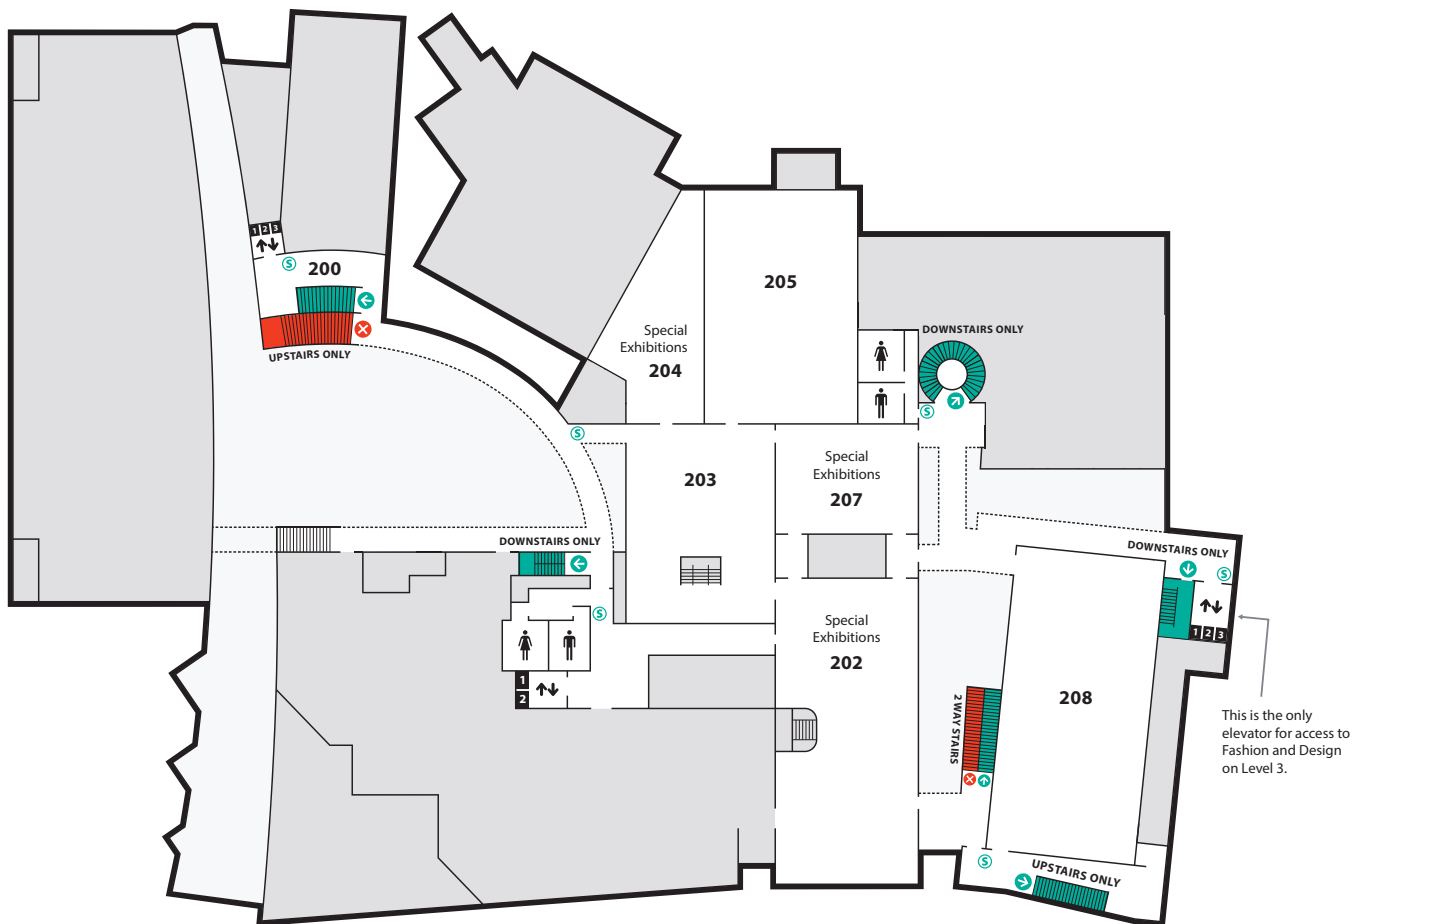 1 2 3
S
200
UPSTAIRS ONLY
205
Special
Exhibitions
204
DOWNSTAIRS ONLY
S
S
203
Special
Exhibitions
207
DOWNSTAIRS ONLY
S
1
2
DOWNSTAIRS ONLY
S
1 2 3
Special
Exhibitions
202
2 WAY STAIRS
208
This is the only
elevator for access to
Fashion and Design
on Level 3.
S
UPSTAIRS ONLY